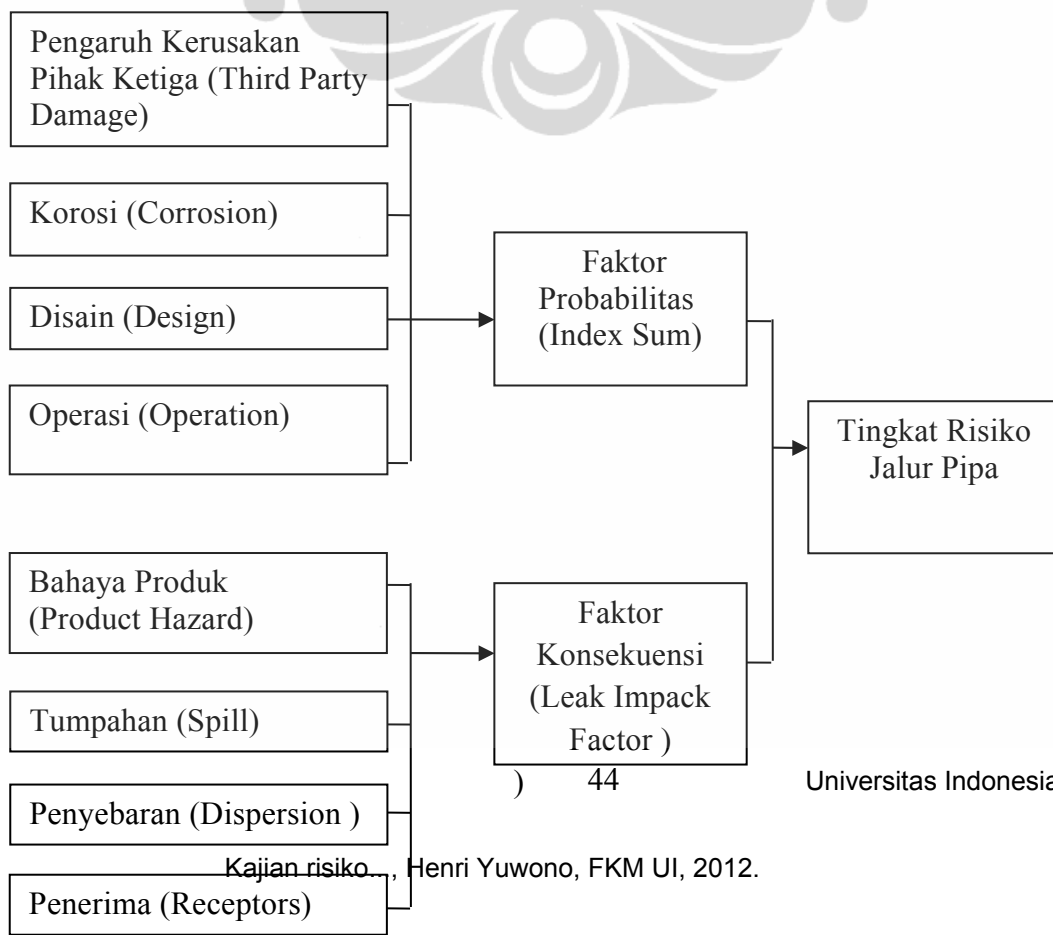 Pengaruh Kerusakan
Pihak Ketiga (Third Party
Damage)
Korosi (Corrosion)
Disain (Design)
Operasi (Operation)
Faktor
Probabilitas
(Index Sum)
Tingkat Risiko
Jalur Pipa
Bahaya Produk
(Product Hazard)
Tumpahan (Spill)
Penyebaran (Dispersion )
Penerima (Receptors)
Faktor
Konsekuensi
(Leak Impack
Factor )
)
44
Universitas Indonesia
Kajian risiko..., Henri Yuwono, FKM UI, 2012.